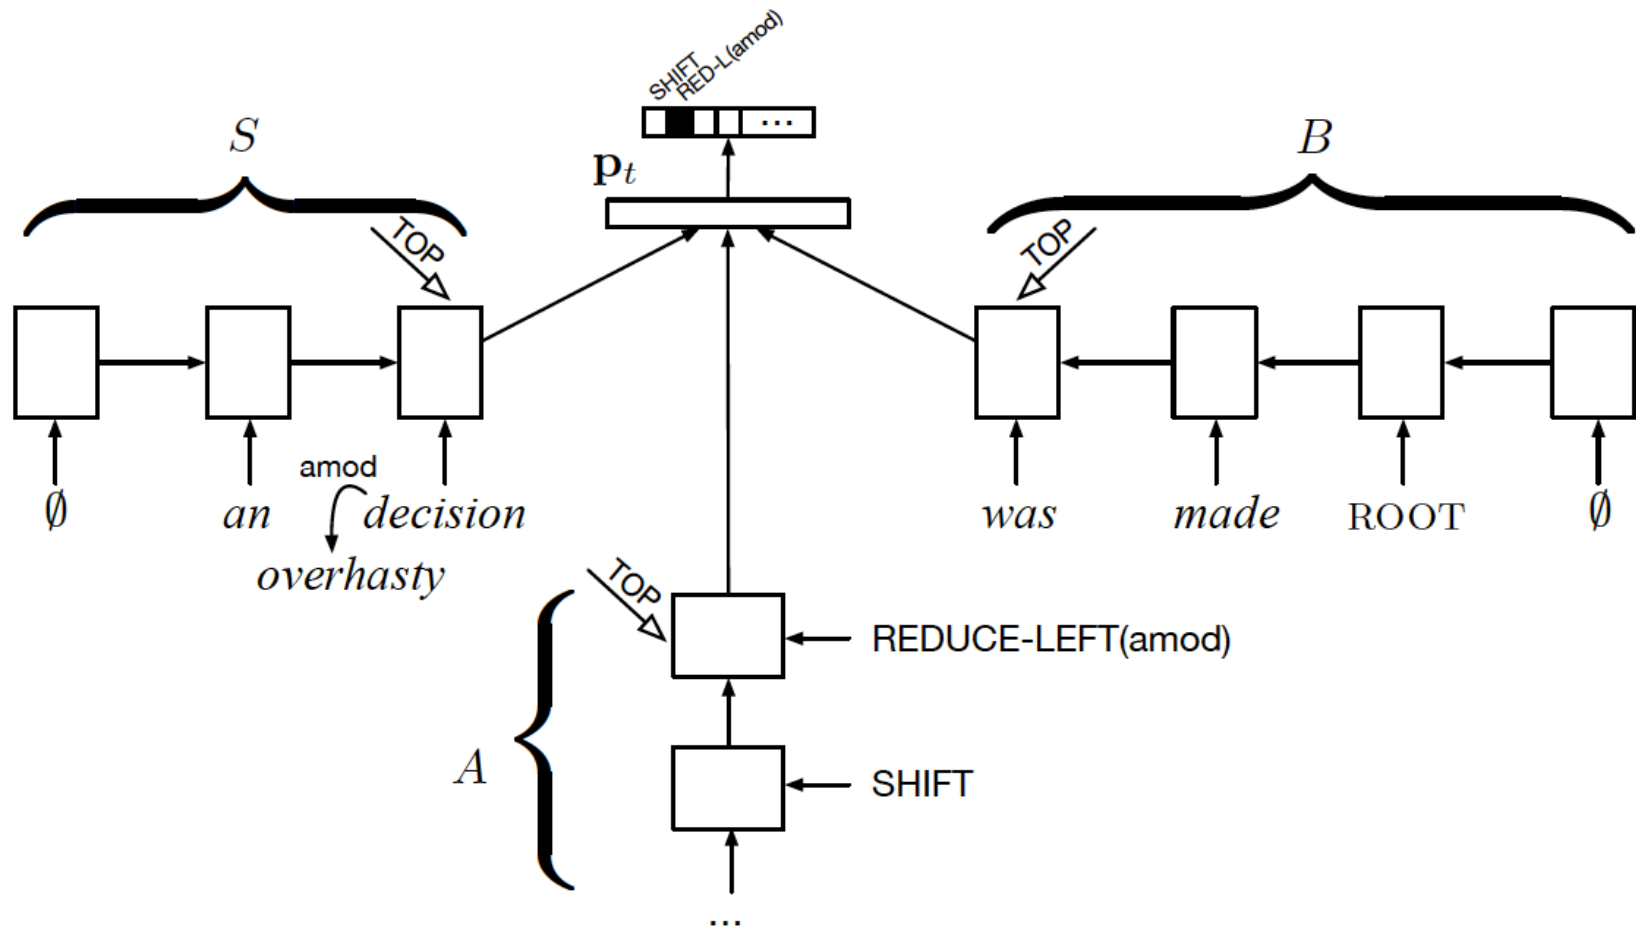 SHIFT
RED-L(amod)
...
S
p_t
B
TOP
TOP
amod
∅ an decision was made ROOT ∅
overhasty
TOP
REDUCE-LEFT(amod)
A
SHIFT
...